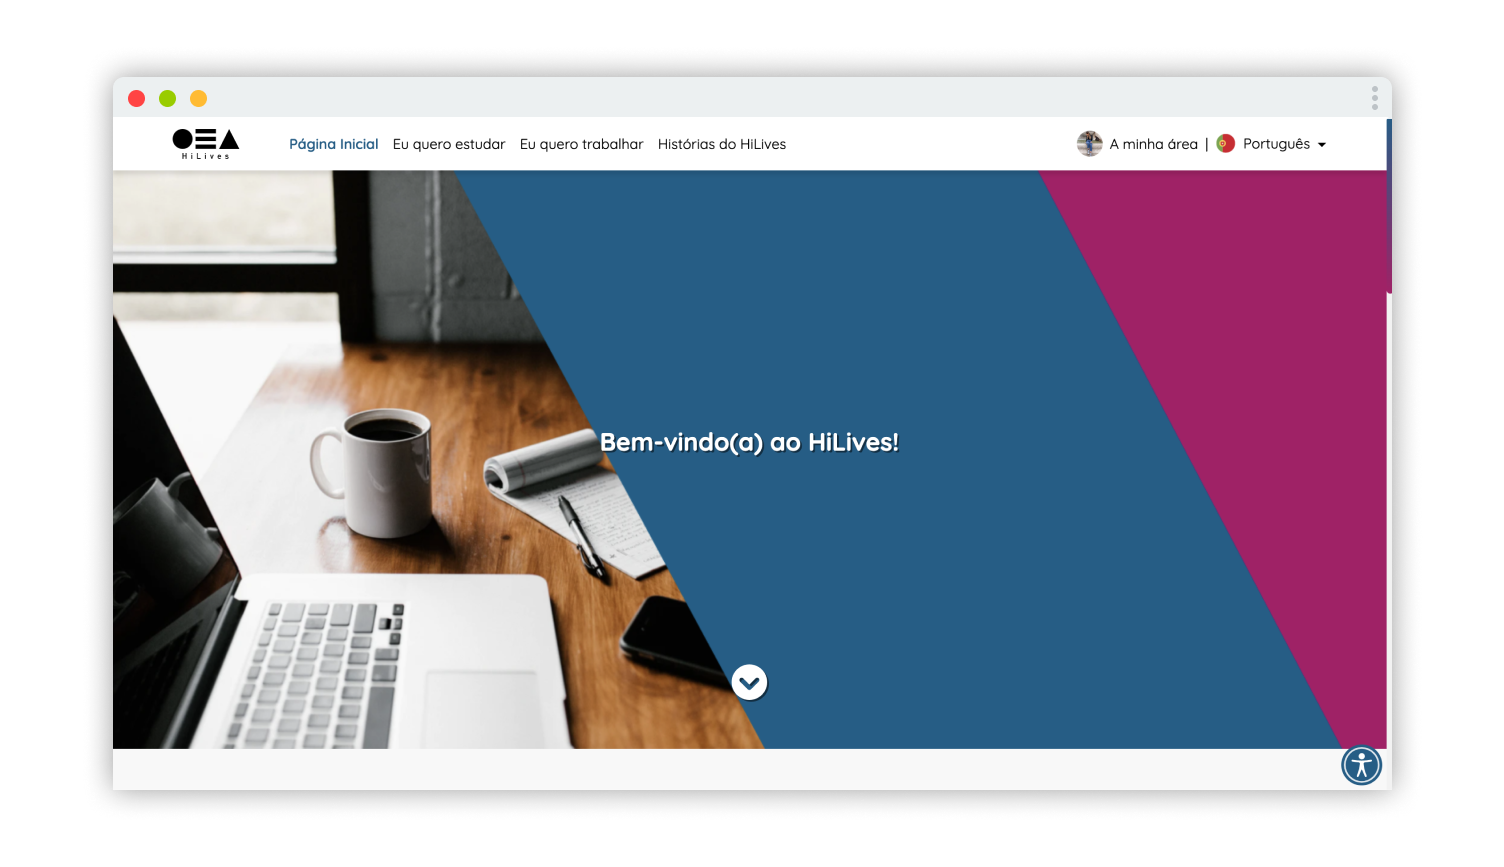 HiLives
Página Inicial Eu quero estudar Eu quero trabalhar Histórias do HiLives A minha área | Português
Bem-vindo(a) ao HiLives!